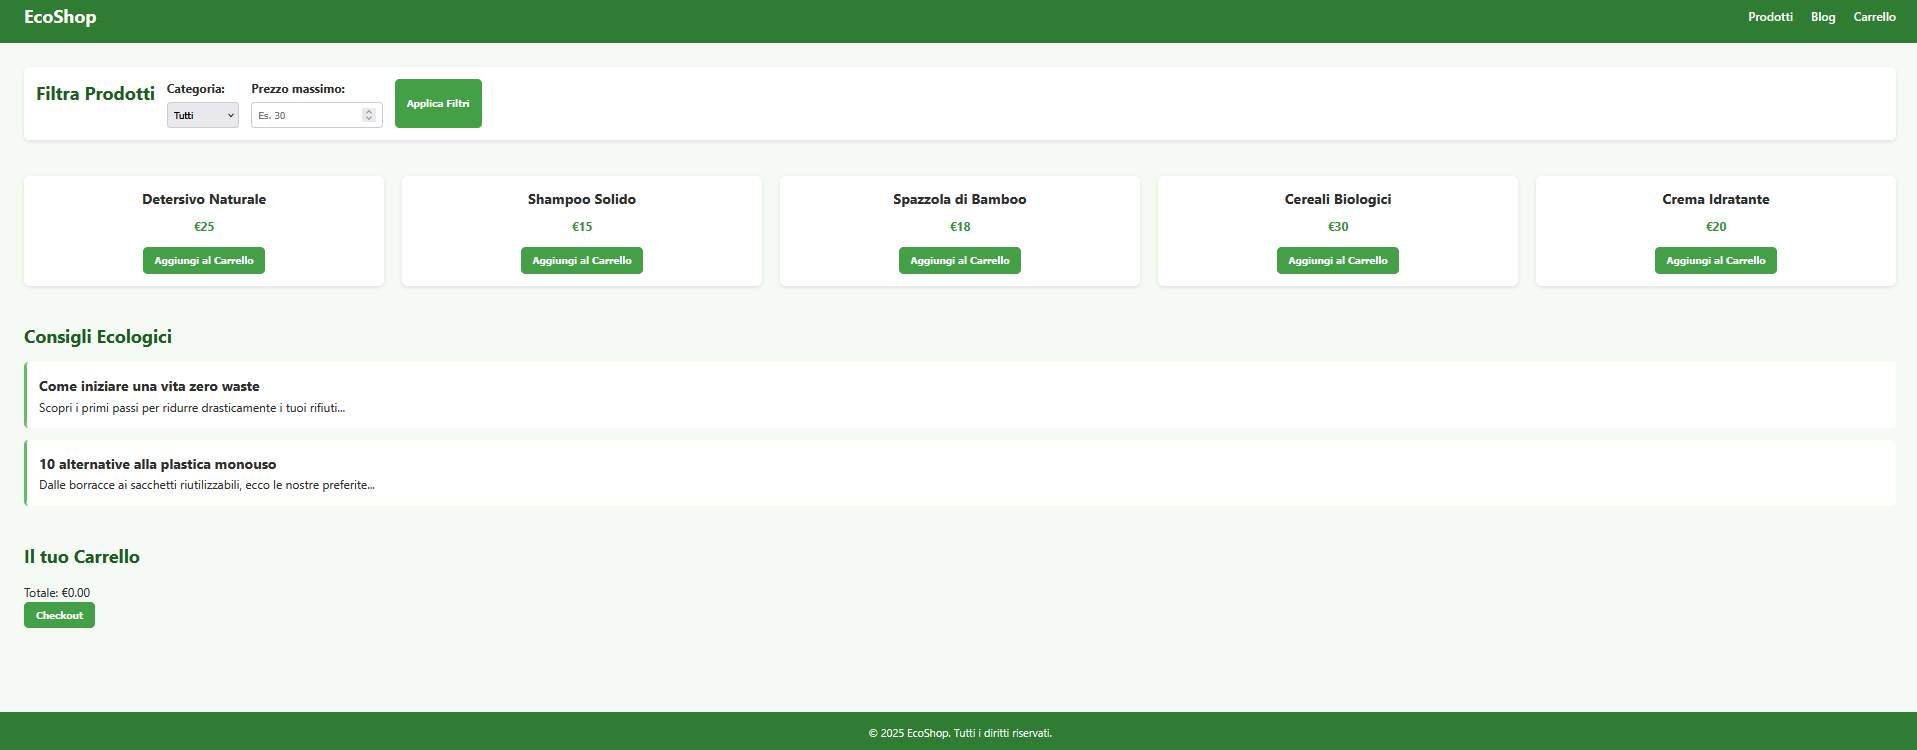 EcoShop
Prodotti Blog Carrello
Filtra Prodotti
Categoria:
Tutti
Prezzo massimo:
Es. 30
Applica Filtri
Detersivo Naturale
€25
Aggiungi al Carrello
Shampoo Solido
€15
Aggiungi al Carrello
Spazzola di Bamboo
€18
Aggiungi al Carrello
Cereali Biologici
€30
Aggiungi al Carrello
Crema Idratante
€20
Aggiungi al Carrello
Consigli Ecologici
Come iniziare una vita zero waste
Scopri i primi passi per ridurre drasticamente i tuoi rifiuti...
10 alternative alla plastica monouso
Dalle borracce ai sacchetti riutilizzabili, ecco le nostre preferite...
Il tuo Carrello
Totale: €0.00
Checkout
© 2025 EcoShop. Tutti i diritti riservati.